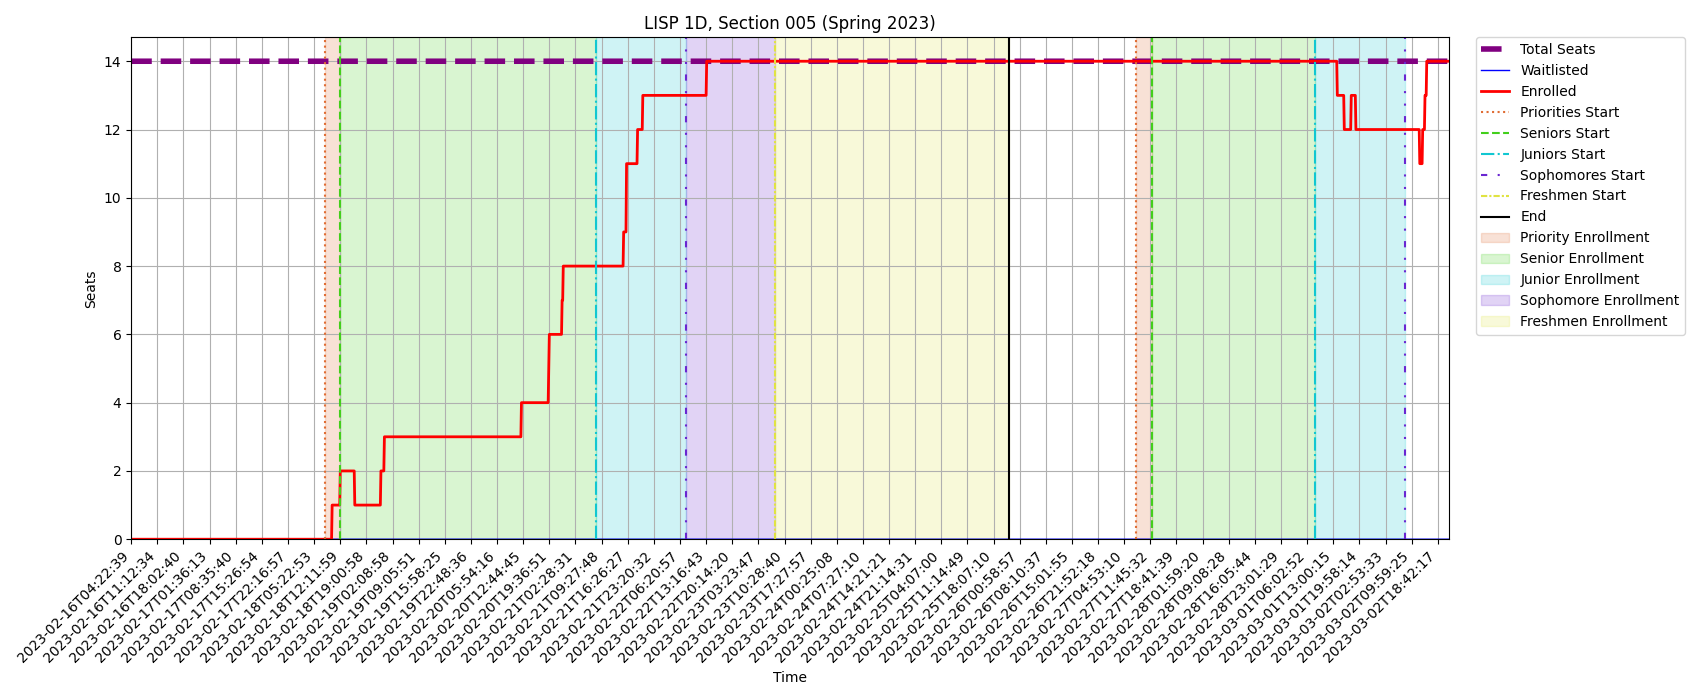 LISP 1D, Section 005 (Spring 2023)
14
12
10
8
6
4
2
0
Seats
2023-02-16T04:22:39
2023-02-16T11:12:34
2023-02-16T18:02:40
2023-02-17T01:36:13
2023-02-17T08:35:40
2023-02-17T15:26:54
2023-02-17T22:16:57
2023-02-18T05:22:53
2023-02-18T12:11:59
2023-02-18T19:00:58
2023-02-19T02:08:58
2023-02-19T09:05:51
2023-02-19T15:58:25
2023-02-19T22:48:36
2023-02-20T05:54:16
2023-02-20T12:44:45
2023-02-20T19:36:51
2023-02-21T02:28:31
2023-02-21T09:27:48
2023-02-21T16:26:27
2023-02-21T23:20:32
2023-02-22T06:20:57
2023-02-22T13:16:43
2023-02-22T20:14:20
2023-02-23T03:23:47
2023-02-23T10:28:40
2023-02-23T17:27:57
2023-02-24T00:25:08
2023-02-24T07:27:10
2023-02-24T14:21:21
2023-02-24T21:14:31
2023-02-25T04:07:00
2023-02-25T11:14:49
2023-02-25T18:07:10
2023-02-26T00:58:57
2023-02-26T08:10:37
2023-02-26T15:01:55
2023-02-26T21:52:18
2023-02-27T04:53:10
2023-02-27T11:45:32
2023-02-27T18:41:39
2023-02-28T01:59:20
2023-02-28T09:08:28
2023-02-28T16:05:44
2023-02-28T23:01:29
2023-03-01T06:02:52
2023-03-01T13:00:15
2023-03-01T19:58:14
2023-03-02T02:53:33
2023-03-02T09:59:25
2023-03-02T18:42:17
Time
Total Seats
Waitlisted
Enrolled
Priorities Start
Seniors Start
Juniors Start
Sophomores Start
Freshmen Start
End
Priority Enrollment
Senior Enrollment
Junior Enrollment
Sophomore Enrollment
Freshmen Enrollment